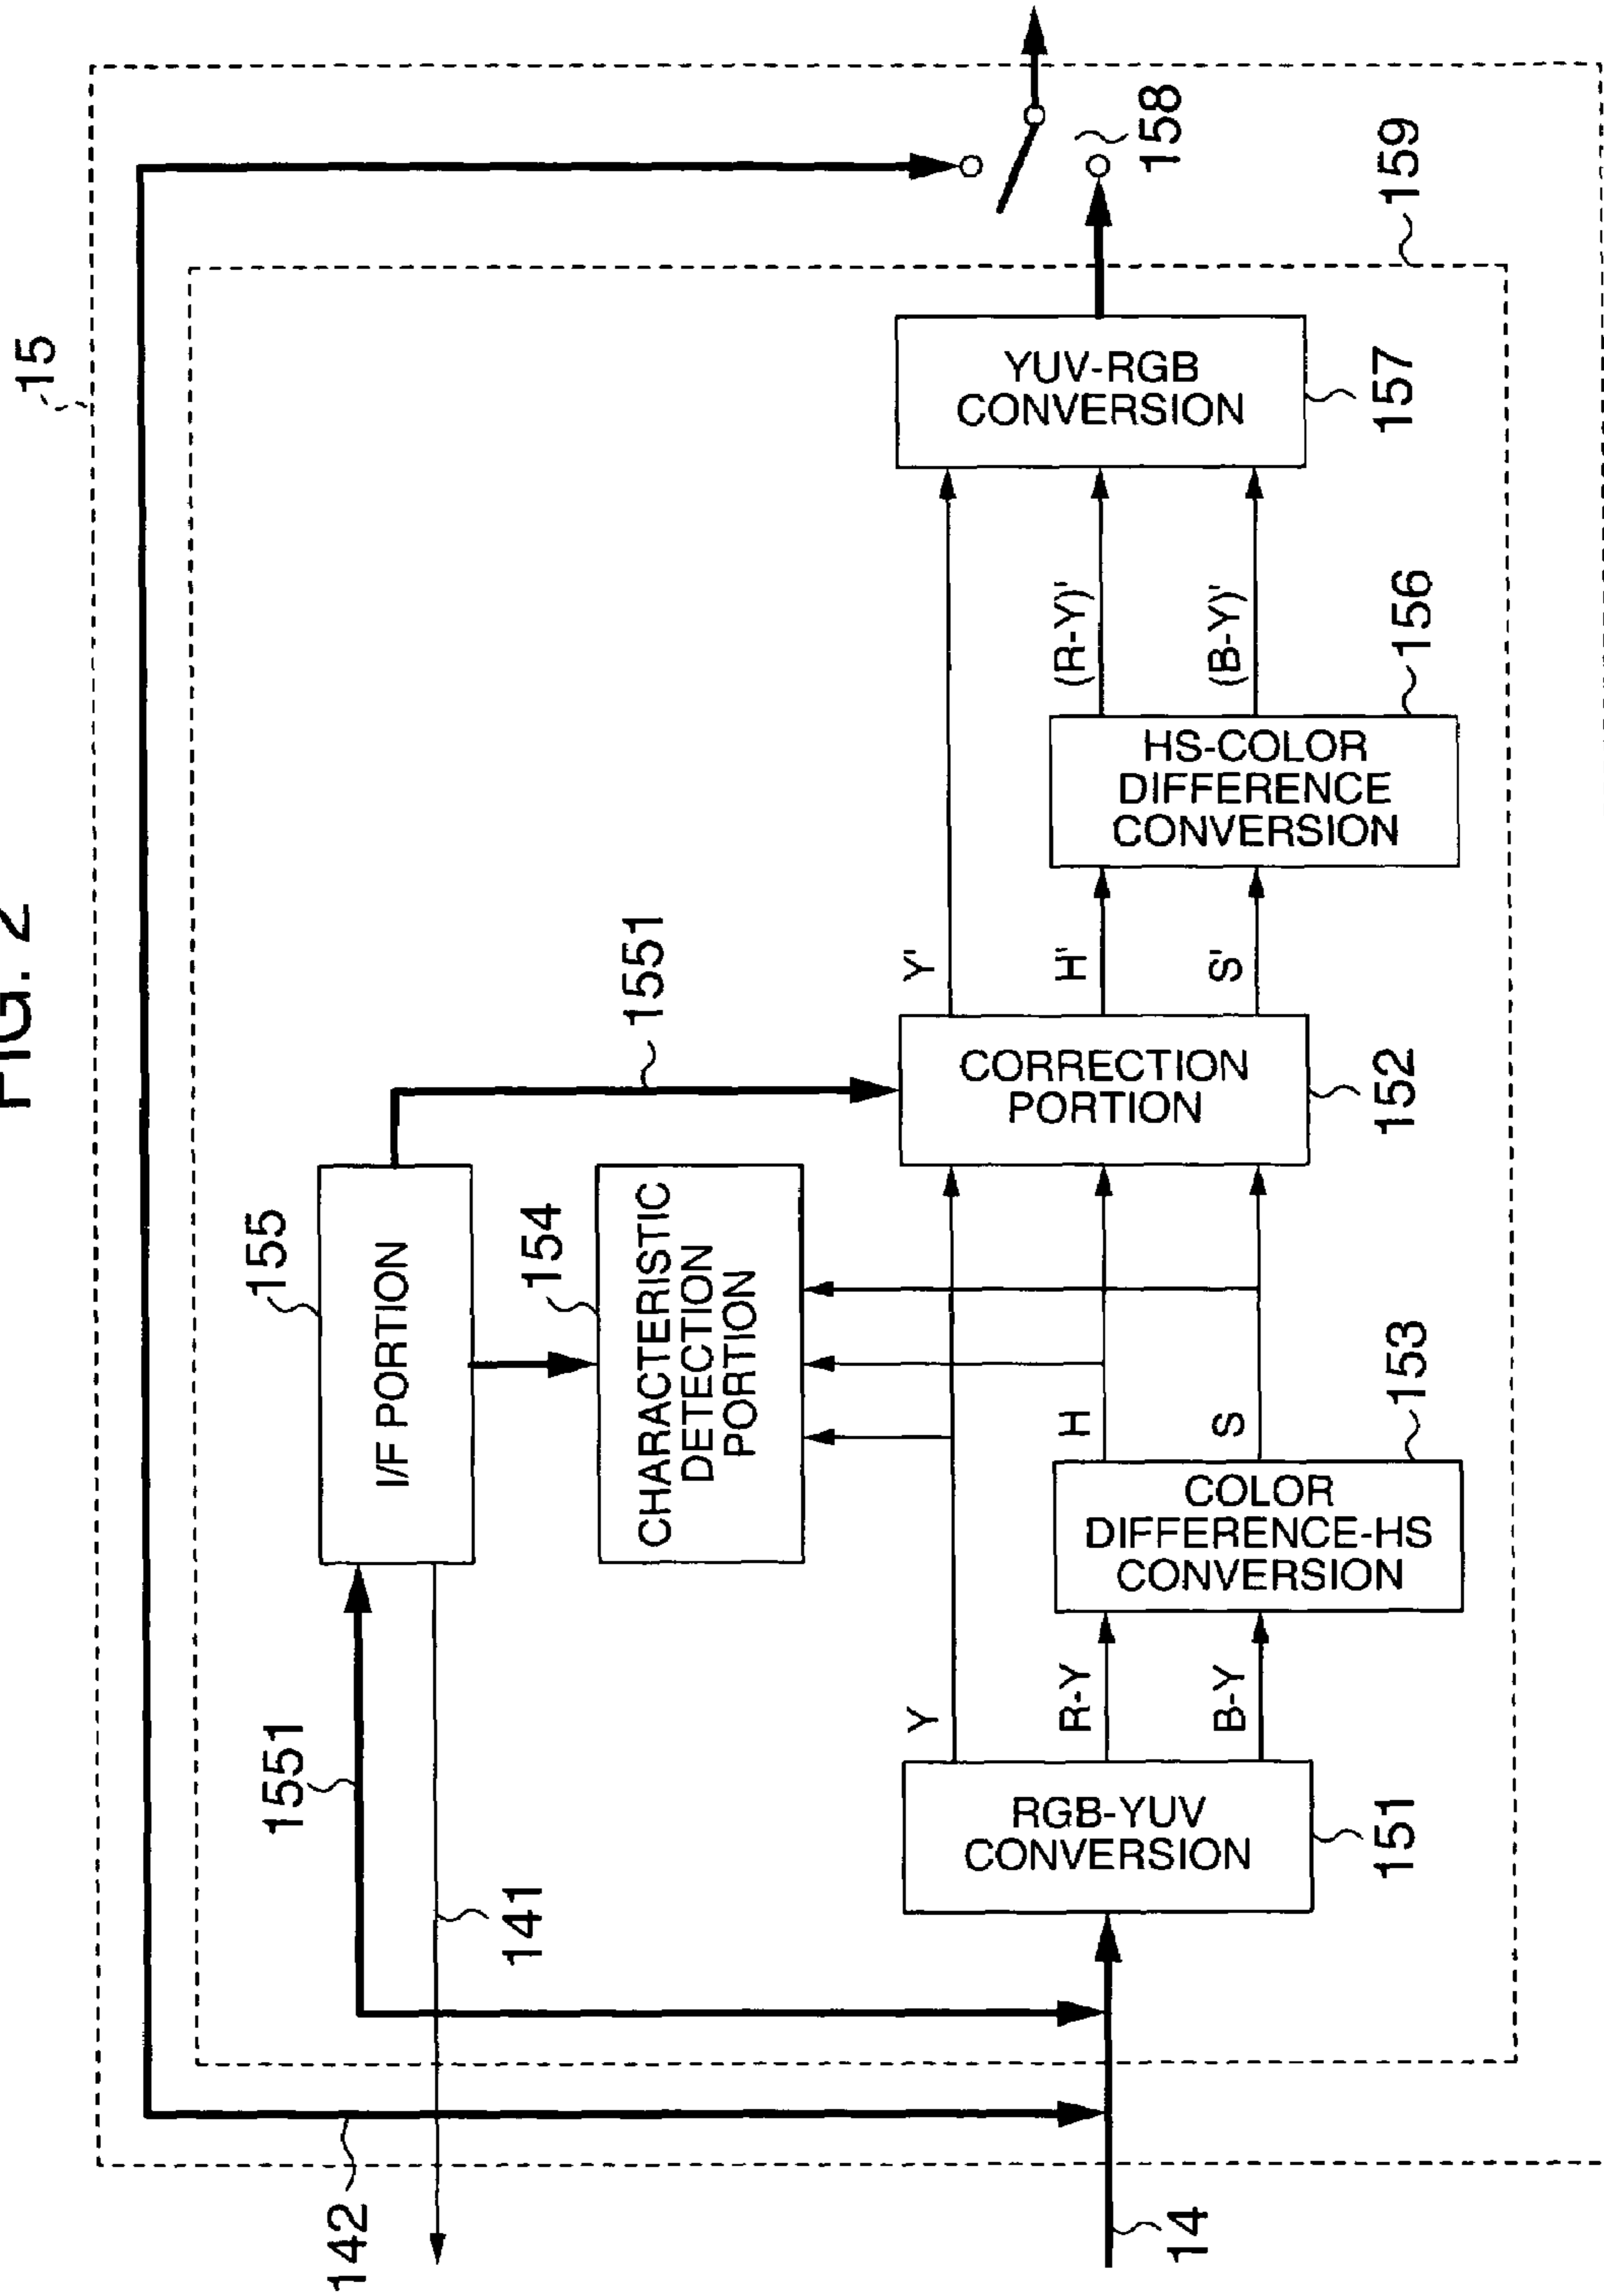 FIG. 2
15
155
I/F PORTION
1551
1551
141
142
154
CHARACTERISTIC
DETECTION
PORTION
14
RGB-YUV
CONVERSION
151
Y
R-Y
B-Y
COLOR
DIFFERENCE-HS
CONVERSION
153
H
S
CORRECTION
PORTION
152
Y'
H'
S'
HS-COLOR
DIFFERENCE
CONVERSION
156
(R-Y)'
(B-Y)'
YUV-RGB
CONVERSION
157
158
159